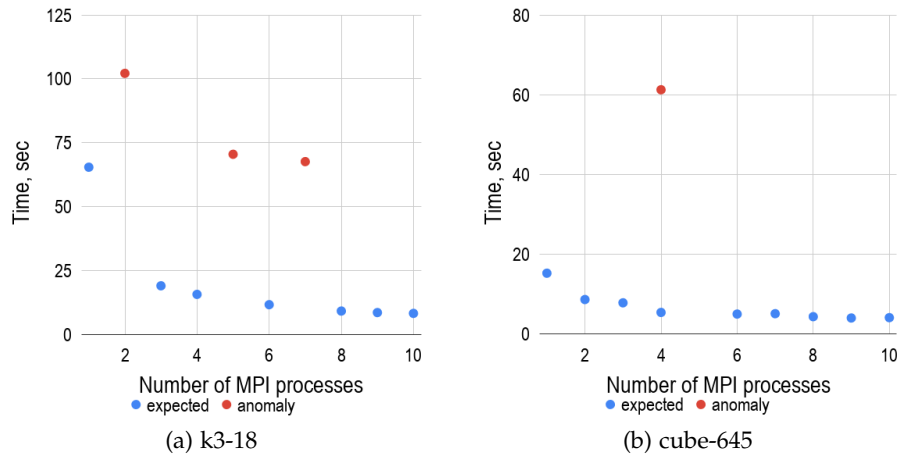 125
100
75
50
25
0
Time, sec
2 4 6 8 10
Number of MPI processes
expected anomaly
(a) k3-18
80
60
40
20
0
Time, sec
2 4 6 8 10
Number of MPI processes
expected anomaly
(b) cube-645